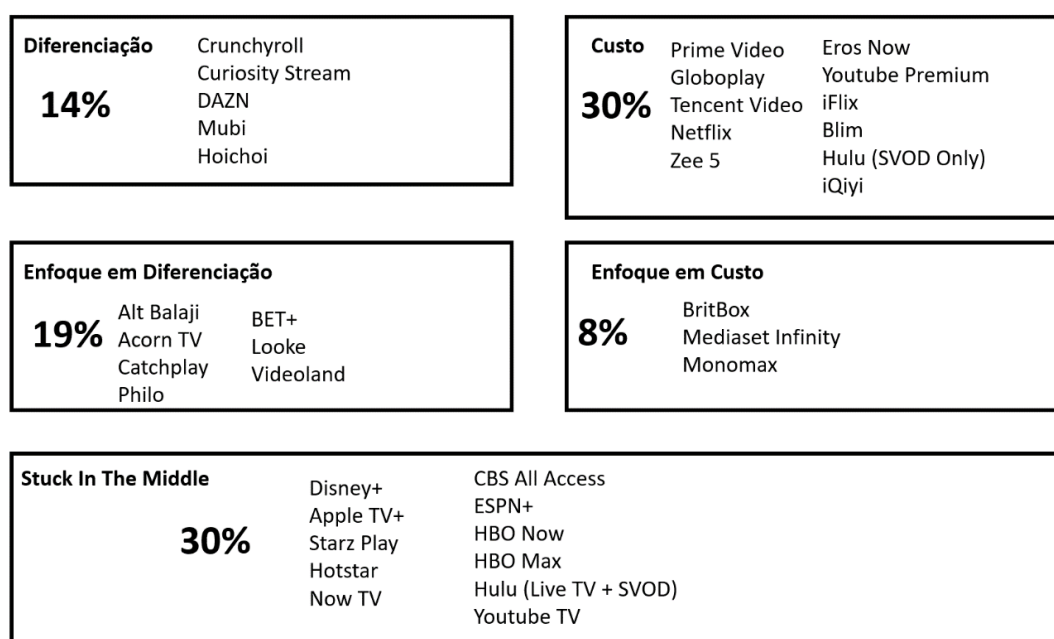 Diferenciação
14%
Crunchyroll
Curiosity Stream
DAZN
Mubi
Hoichoi
Custo
30%
Prime Video
Globoplay
Tencent Video
Netflix
Zee 5
Eros Now
Youtube Premium
iFlix
Blim
Hulu (SVOD Only)
iQiyi
Enfoque em Diferenciação
19%
Alt Balaji
Acorn TV
Catchplay
Philo
BET+
Looke
Videoland
Enfoque em Custo
8%
BritBox
Mediaset Infinity
Monomax
Stuck In The Middle
30%
Disney+
Apple TV+
Starz Play
Hotstar
Now TV
CBS All Access
ESPN+
HBO Now
HBO Max
Hulu (Live TV + SVOD)
Youtube TV